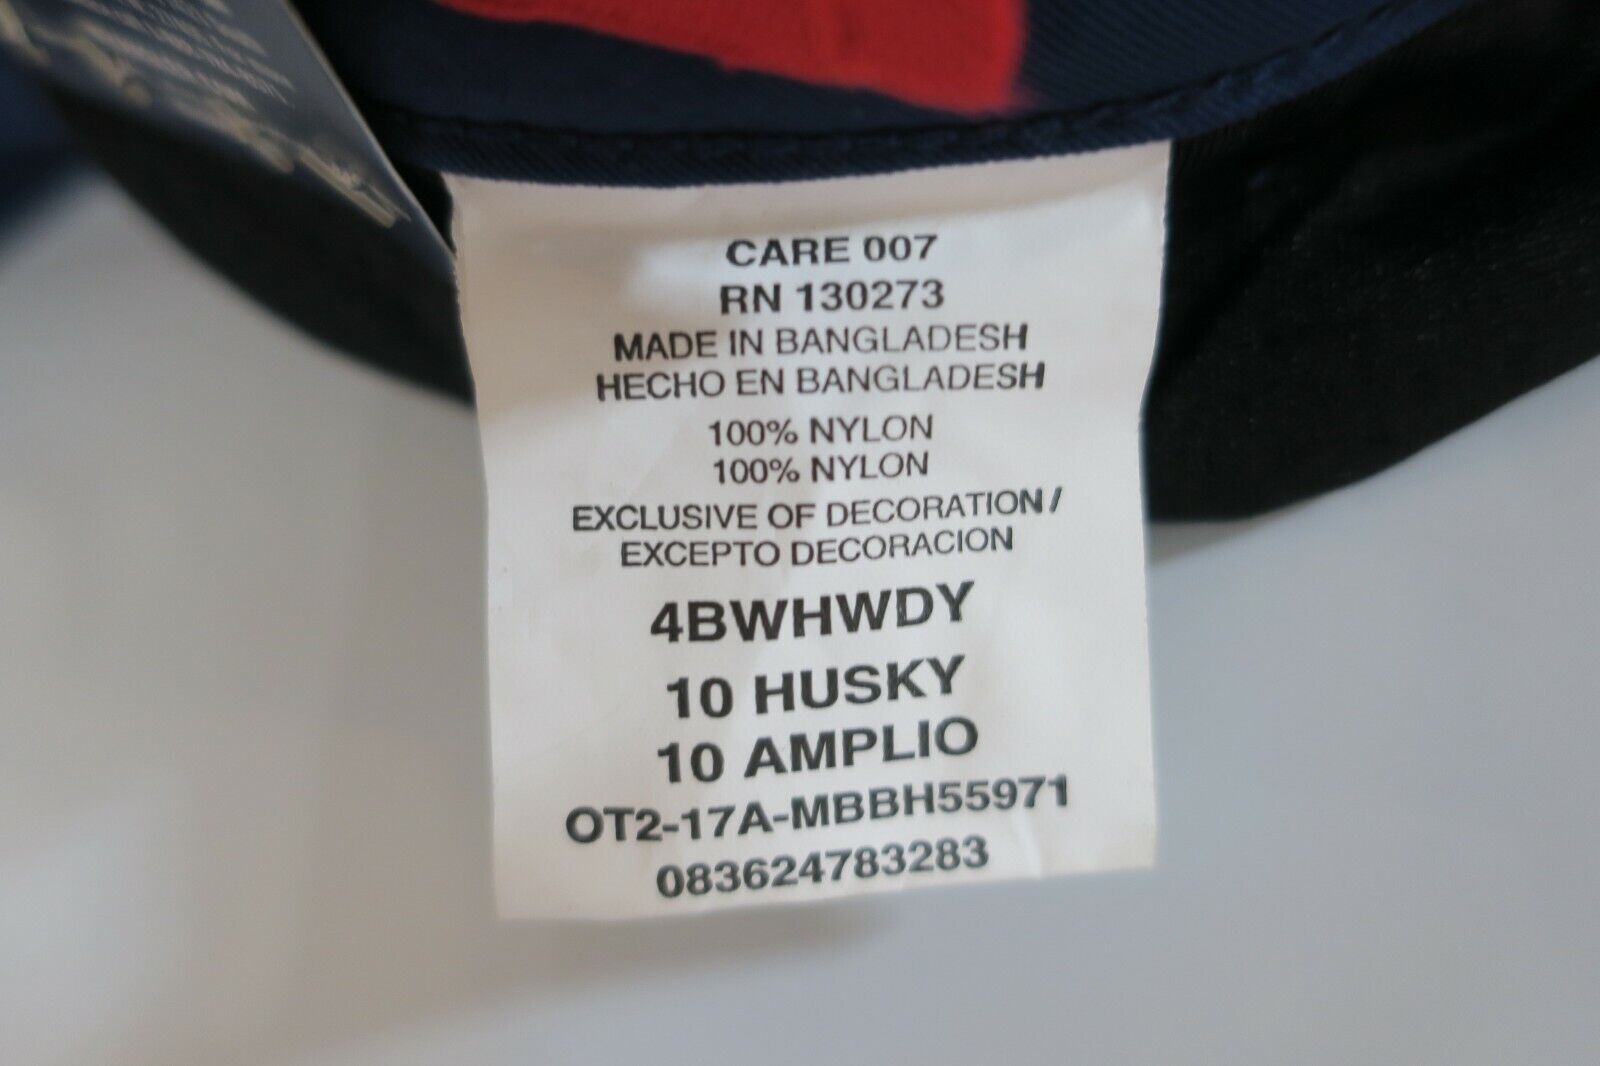 CARE 007
RN 130273
MADE IN BANGLADESH
HECHO EN BANGLADESH
100% NYLON
100% NYLON
EXCLUSIVE OF DECORATION /
EXCEPTO DECORACION
4BWHWDY
10 HUSKY
10 AMPLIO
OT2-17A-MBBH55971
083624783283